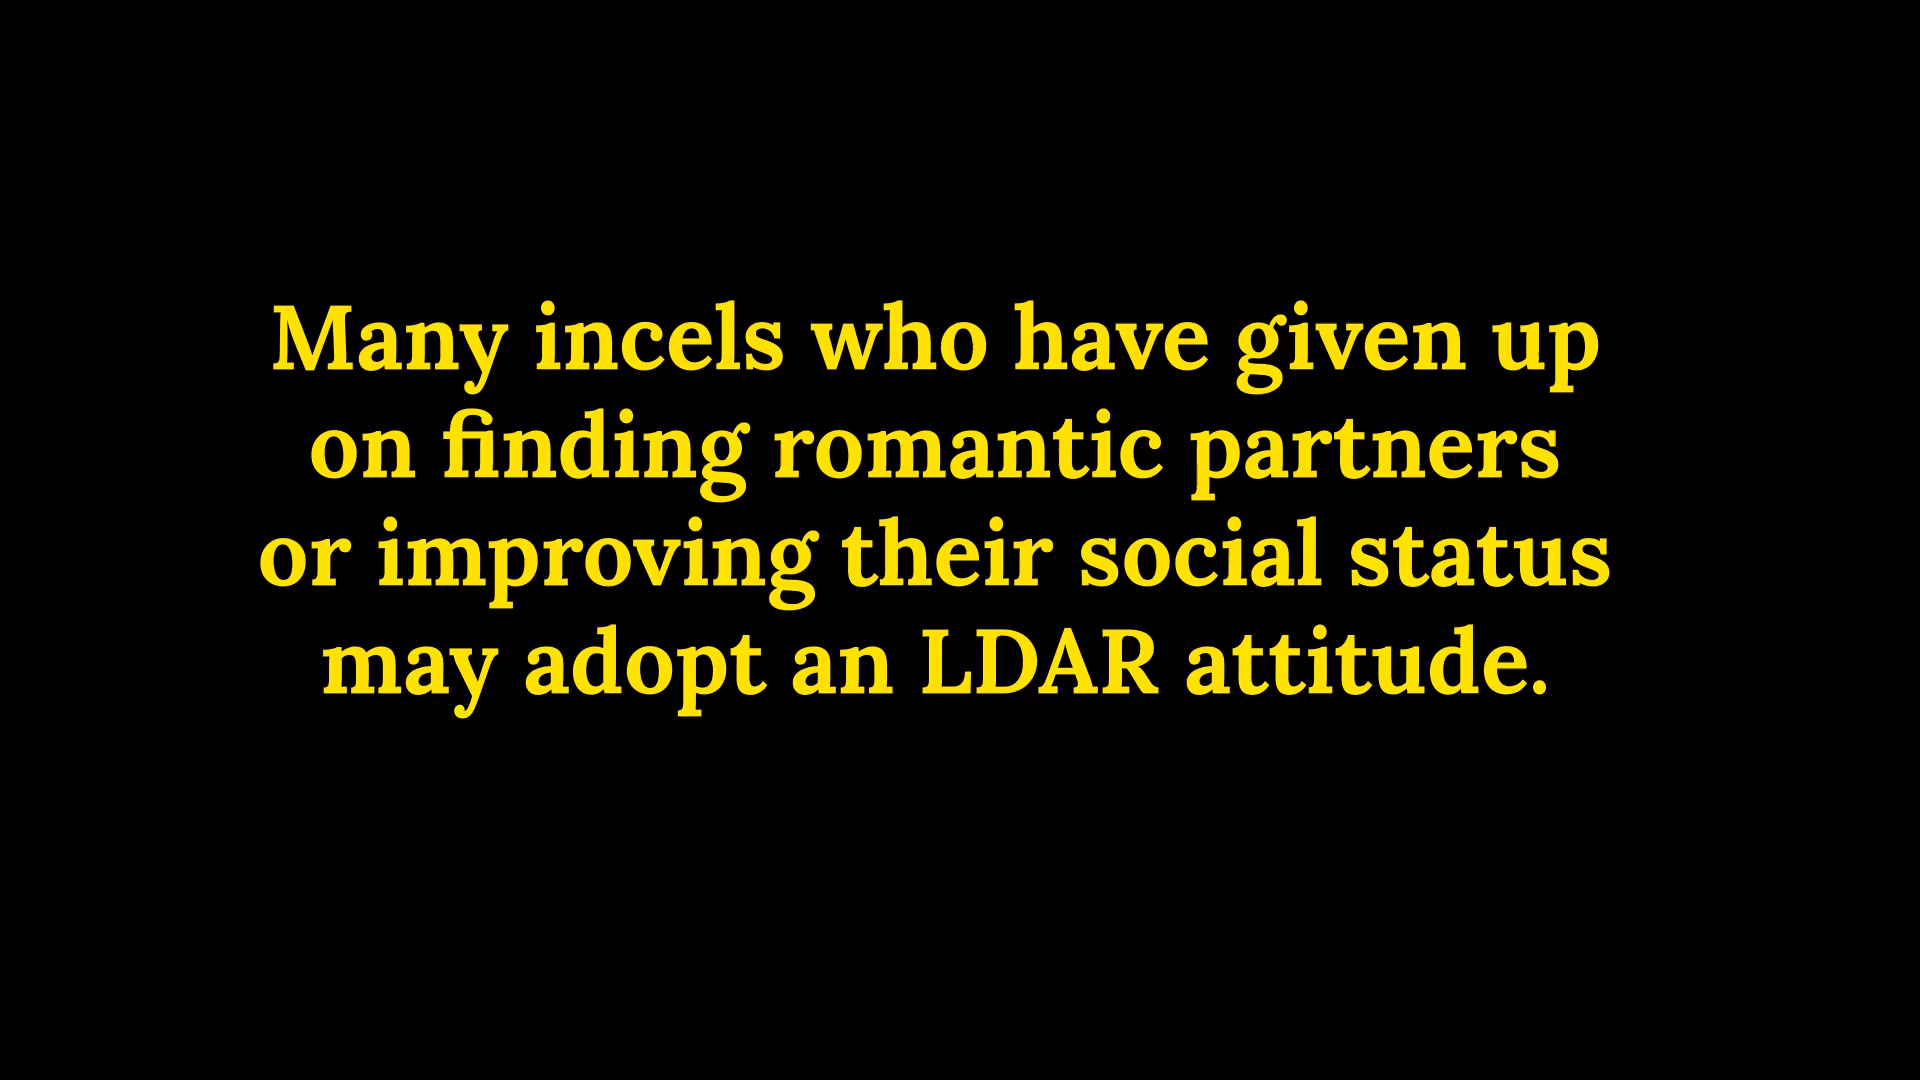 Many incels who have given up
on finding romantic partners
or improving their social status
may adopt an LDAR attitude.